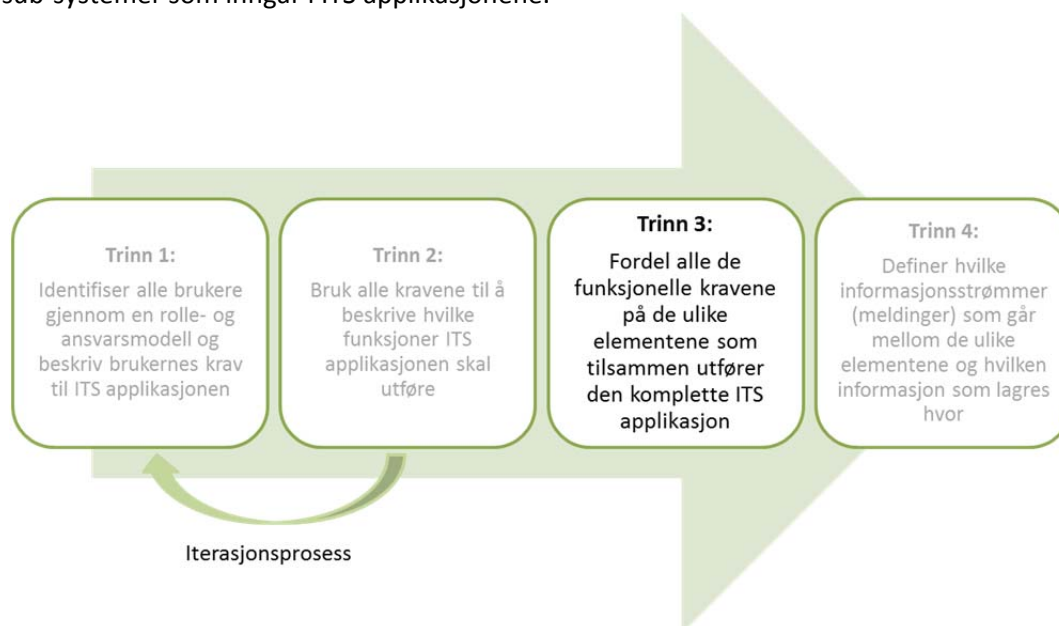 sub-systemer som inngår i ITS applikasjonene.
Trinn 1:
Identifiser alle brukere
gjennom en rolle- og
ansvarsmodell og
beskriv brukernes krav
til ITS applikasjonen
Trinn 2:
Bruk alle kravene til å
beskrive hvilke
funksjoner ITS
applikasjonen skal
utføre
Trinn 3:
Fordel alle de
funksjonelle kravene
på de ulike
elementene som
tilsammen utfører
den komplette ITS
applikasjon
Trinn 4:
Definer hvilke
informasjonsstrømmer
(meldinger) som går
mellom de ulike
elementene og hvilken
informasjon som lagres
hvor
Iterasjonsprosess